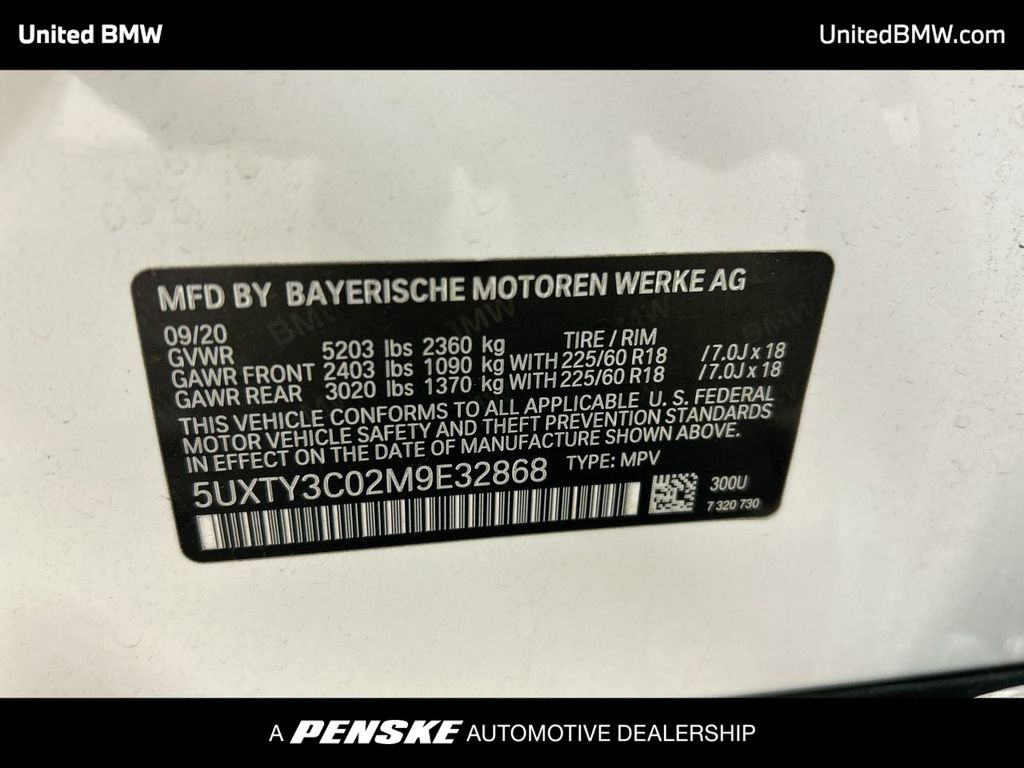 United BMW
UnitedBMW.com
MFD BY BAYERISCHE MOTOREN WERKE AG
09/20
GVWR 5203 lbs 2360 kg TIRE / RIM
GAWR FRONT 2403 lbs 1090 kg WITH 225/60 R18 /7.0J x 18
GAWR REAR 3020 lbs 1370 kg WITH 225/60 R18 /7.0J x 18
THIS VEHICLE CONFORMS TO ALL APPLICABLE U. S. FEDERAL
MOTOR VEHICLE SAFETY AND THEFT PREVENTION STANDARDS
IN EFFECT ON THE DATE OF MANUFACTURE SHOWN ABOVE.
5UXTY3C02M9E32868 TYPE: MPV
300U
7 320 730
A PENSKE AUTOMOTIVE DEALERSHIP